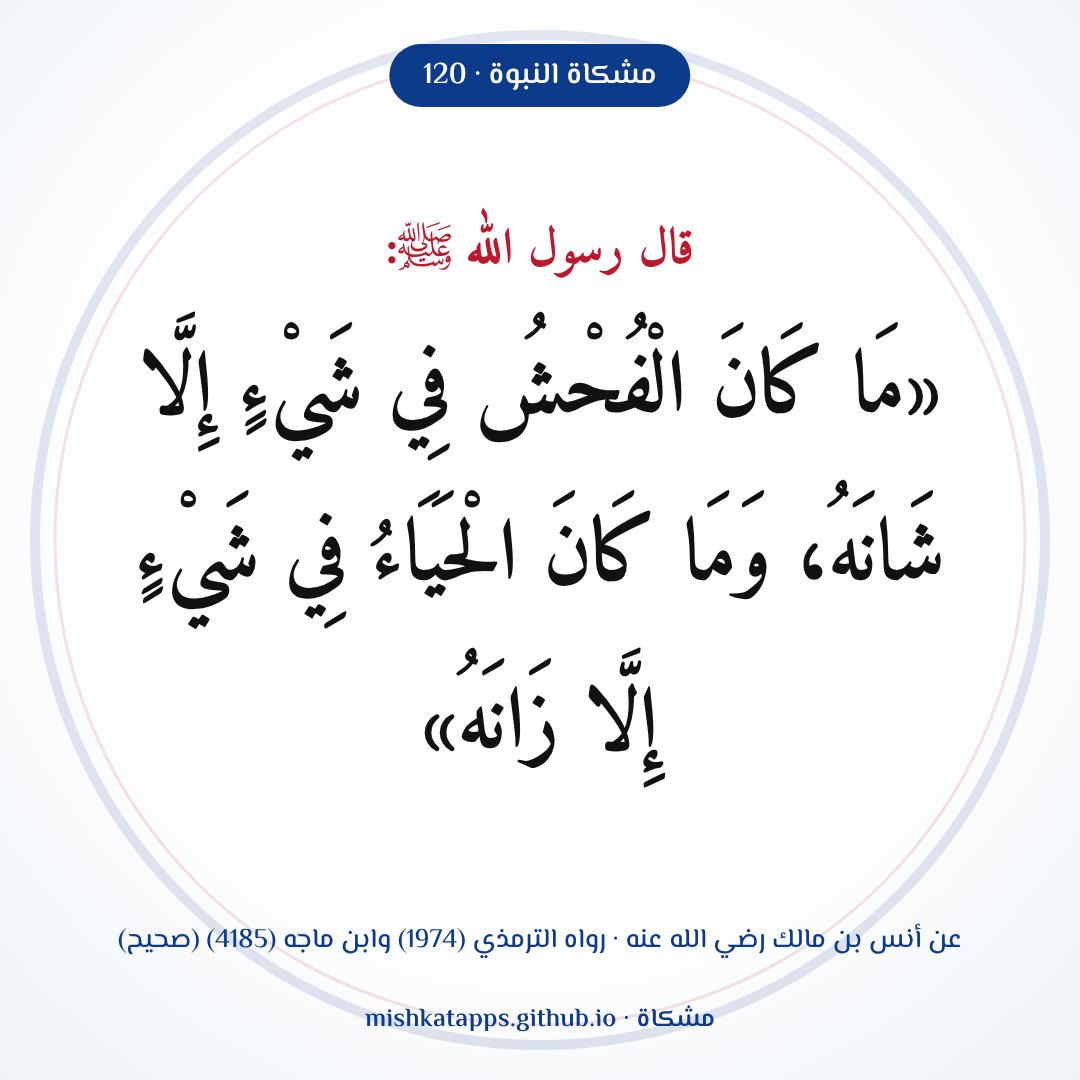 مشكاة النبوة · 120
قال رسول الله ﷺ:
«مَا كَانَ الْفُحْشُ فِي شَيْءٍ إِلَّا
شَانَهُ، وَمَا كَانَ الْحَيَاءُ فِي شَيْءٍ
إِلَّا زَانَهُ»
عن أنس بن مالك رضي الله عنه · رواه الترمذي (1974) وابن ماجه (4185) (صحيح)
مشكاة · mishkatapps.github.io